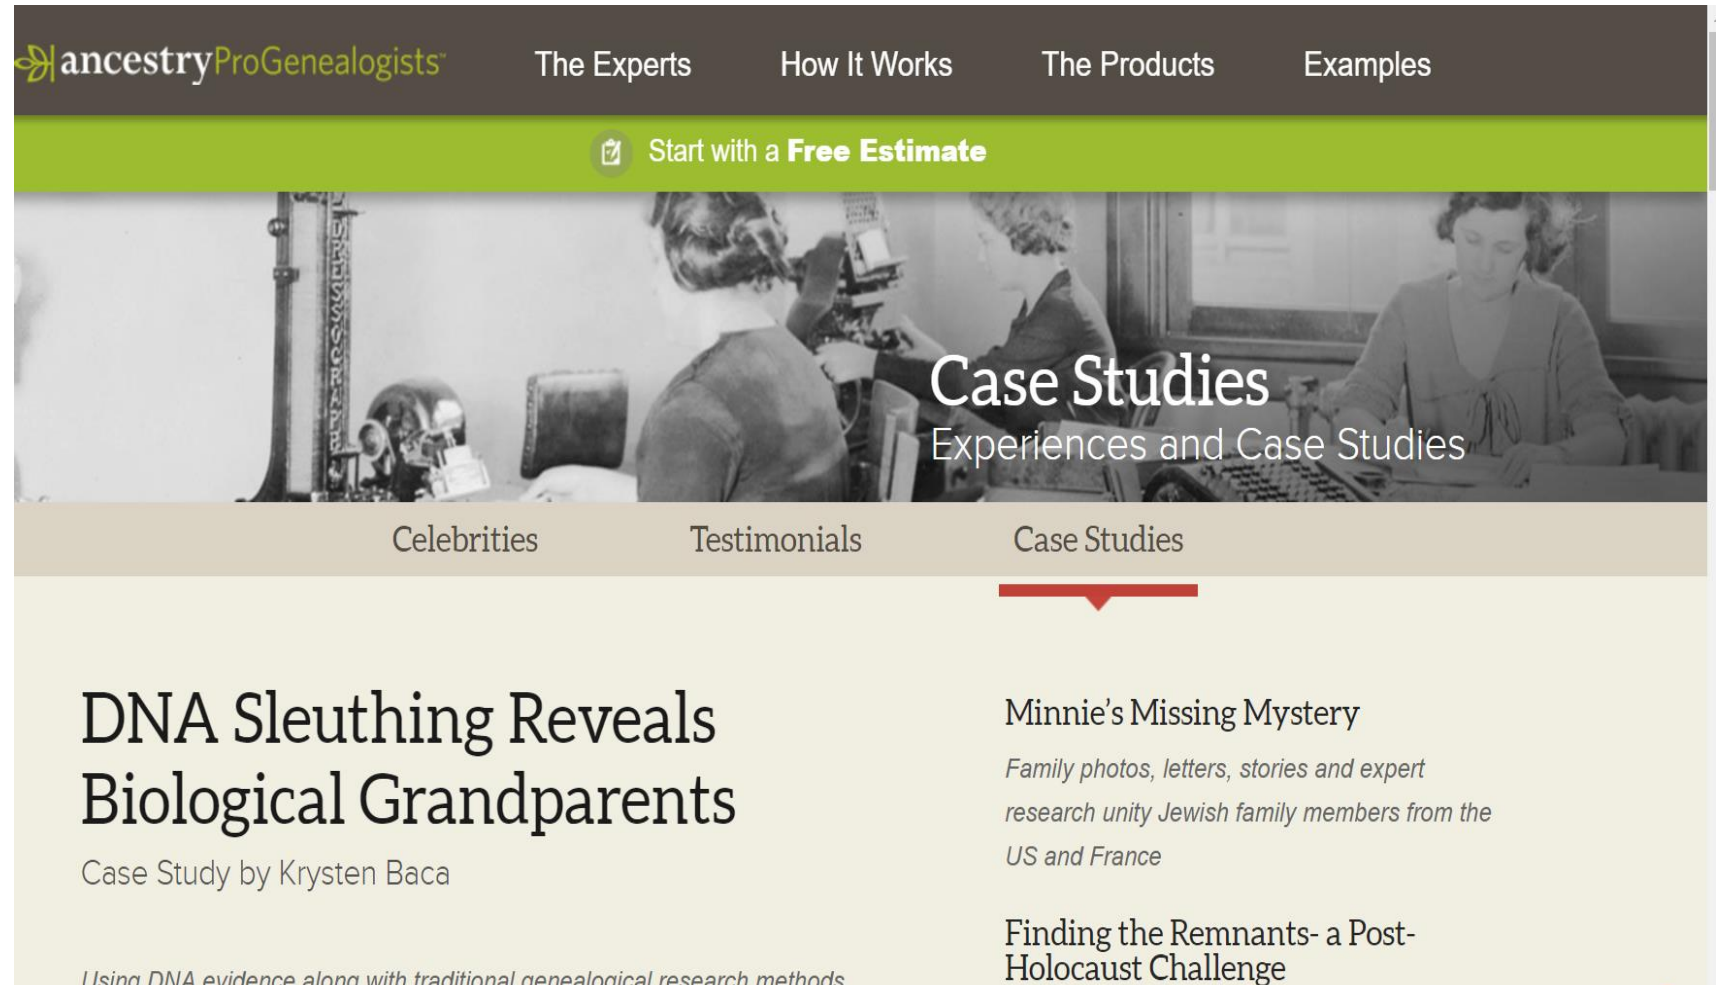 ancestryProGenealogists™
The Experts
How It Works
The Products
Examples
Start with a Free Estimate
Case Studies
Experiences and Case Studies
Celebrities
Testimonials
Case Studies
DNA Sleuthing Reveals
Biological Grandparents
Case Study by Krysten Baca
Using DNA evidence along with traditional genealogical research methods
Minnie's Missing Mystery
Family photos, letters, stories and expert
research unity Jewish family members from the
US and France
Finding the Remnants- a Post-
Holocaust Challenge